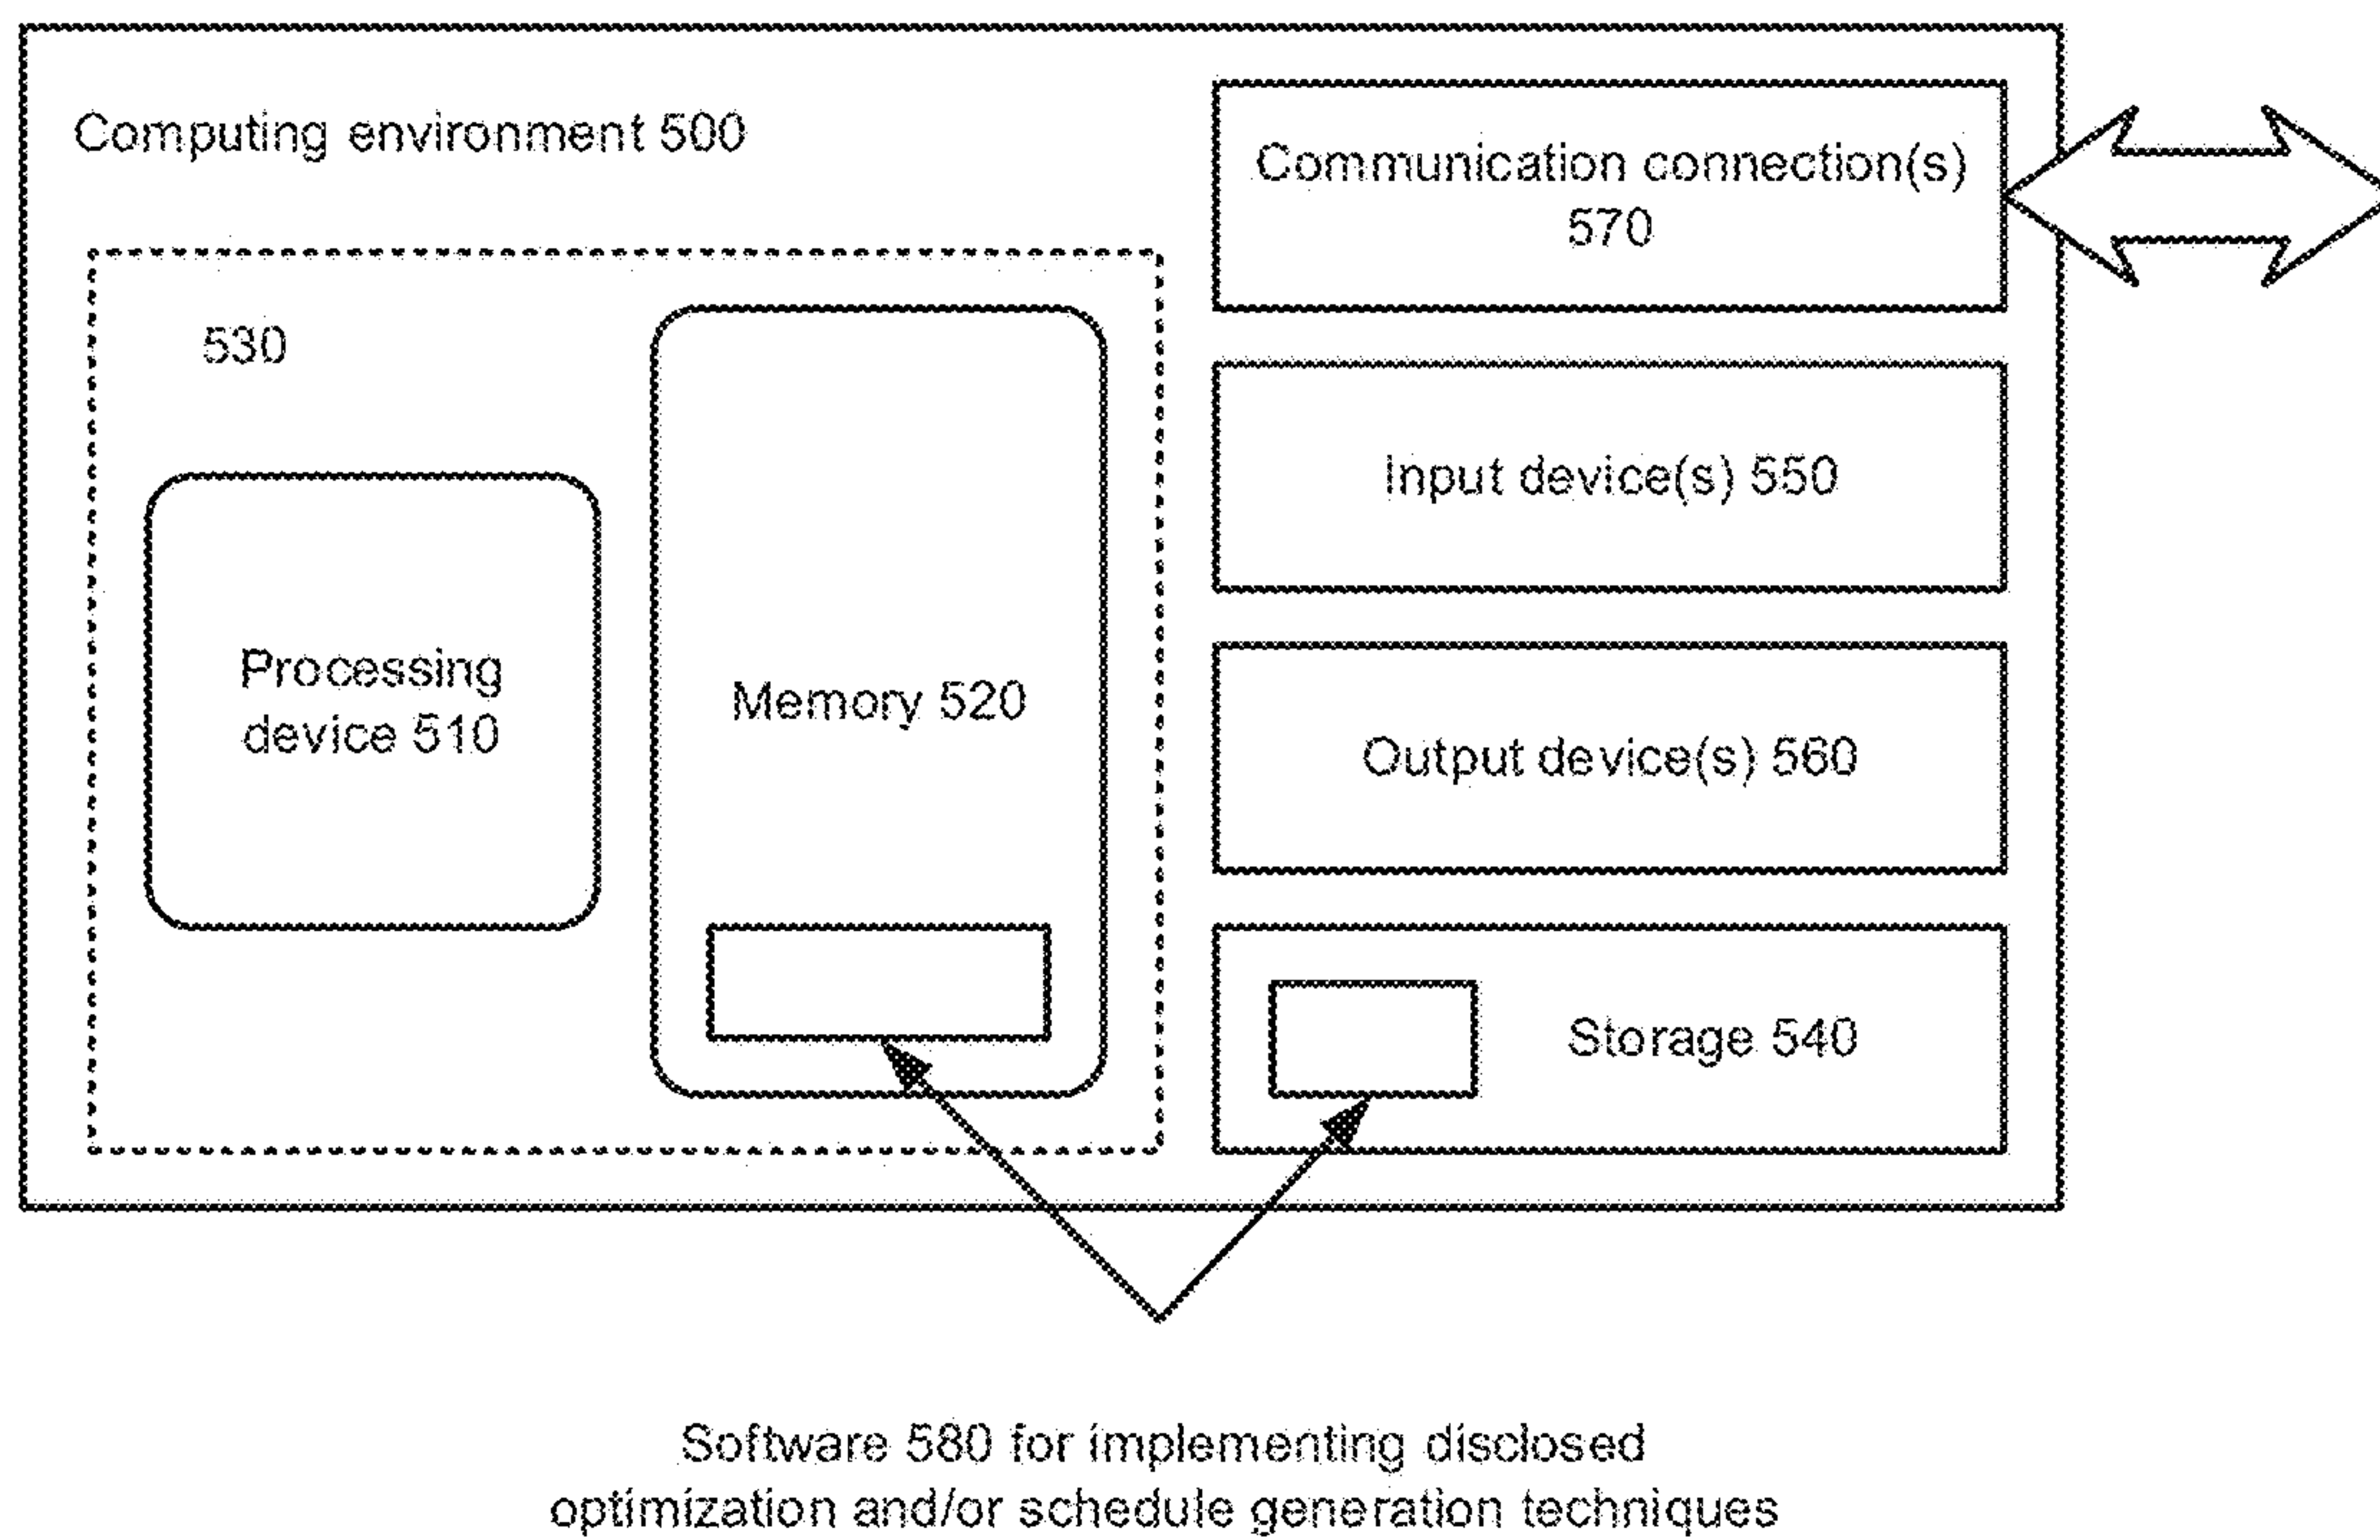 Computing environment 500
Communication connection(s)
570
530
Input device(s) 550
Processing
device 510
Memory 520
Output device(s) 560
Storage 540
Software 580 for implementing disclosed
optimization and/or schedule generation techniques